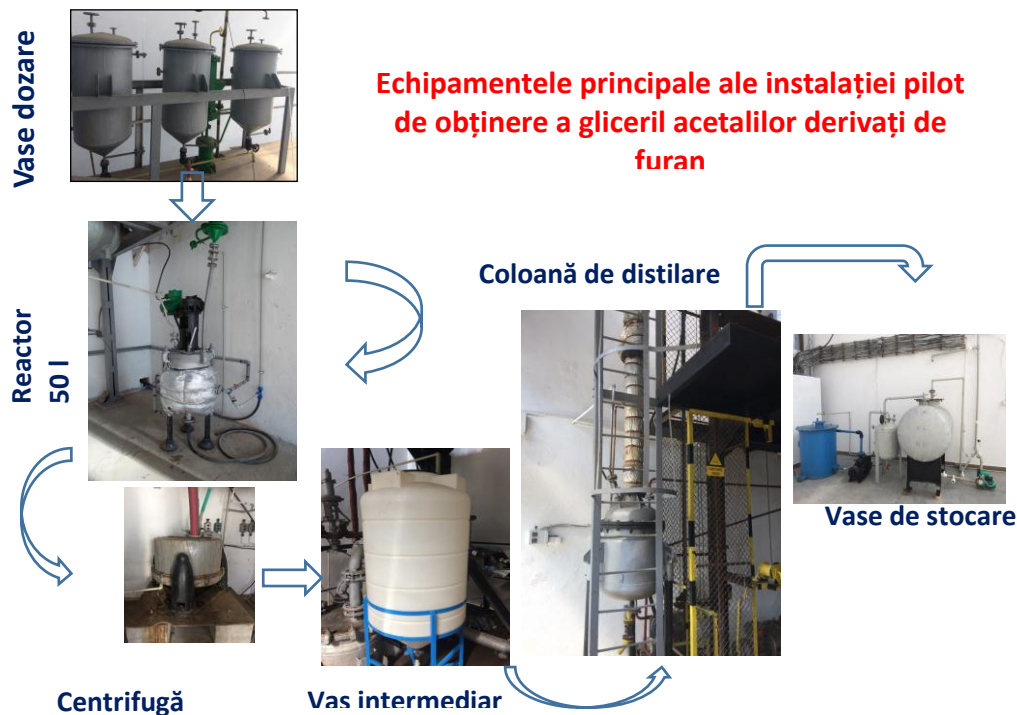 Vase dozare
Echipamentele principale ale instalației pilot
de obținere a gliceril acetalilor derivați de
furan
Coloană de distilare
Reactor
50 l
Vase de stocare
Centrifugă
Vas intermediar